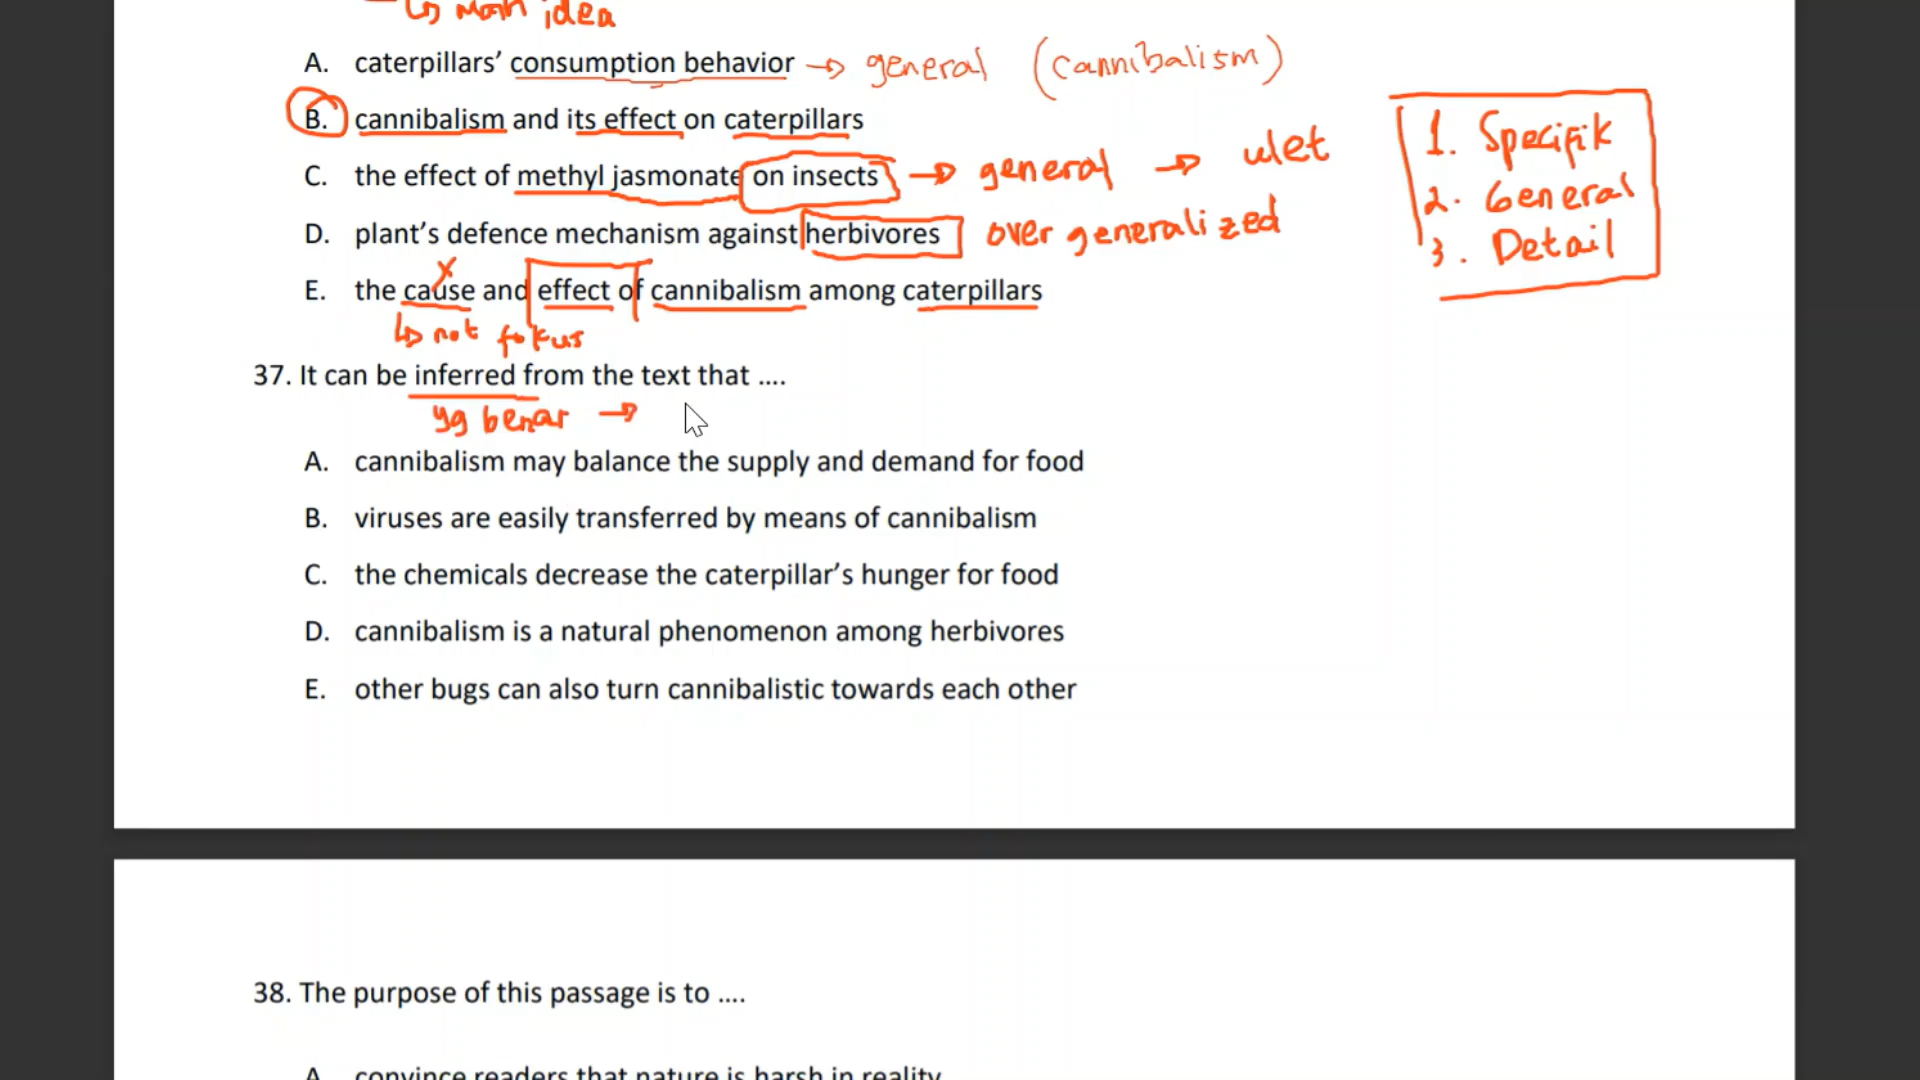 ↳ main idea
A. caterpillars’ consumption behavior → general (cannibalism)
B. cannibalism and its effect on caterpillars
C. the effect of methyl jasmonate on insects → general → ulet
D. plant’s defence mechanism against herbivores over generalized
E. the cause and effect of cannibalism among caterpillars
↳ not fokus
1. Specifik
2. General
3. Detail
37. It can be inferred from the text that ....
yg benar →
A. cannibalism may balance the supply and demand for food
B. viruses are easily transferred by means of cannibalism
C. the chemicals decrease the caterpillar’s hunger for food
D. cannibalism is a natural phenomenon among herbivores
E. other bugs can also turn cannibalistic towards each other
38. The purpose of this passage is to ....
A. convince readers that nature is harsh in reality